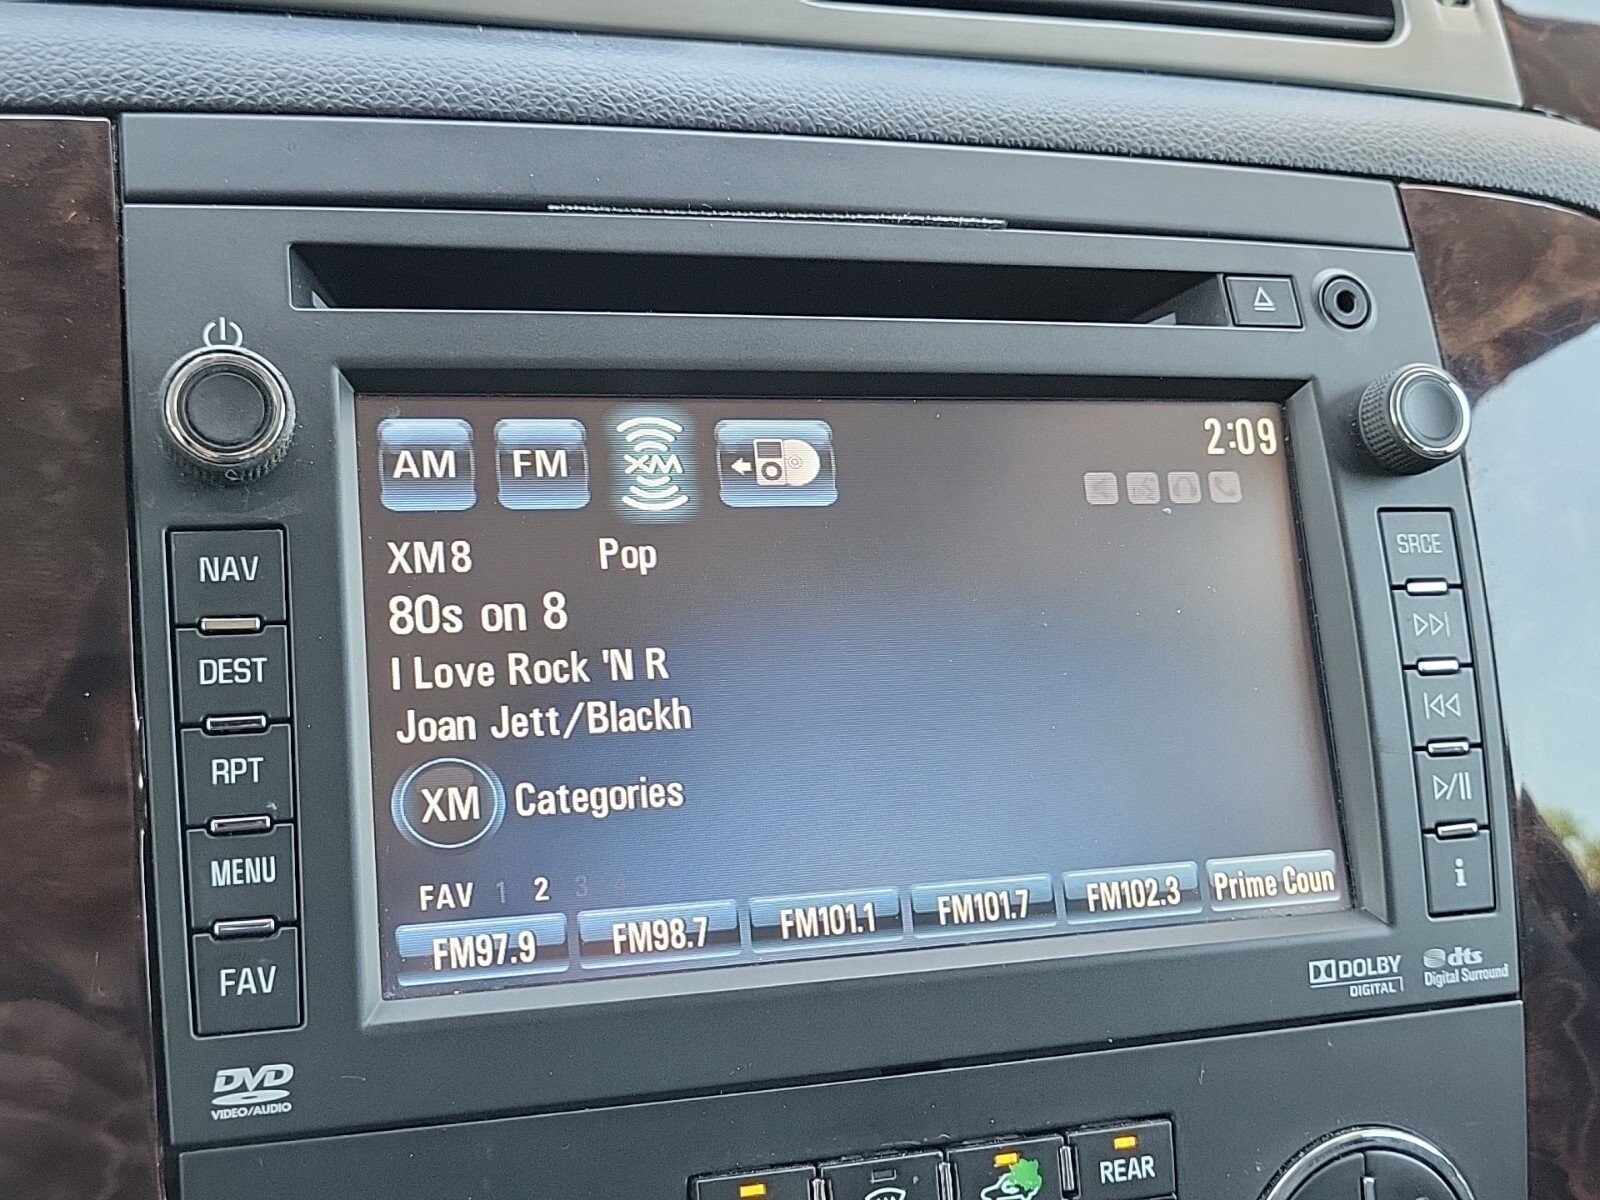 AM FM XM 2:09
XM8 Pop
80s on 8
I Love Rock 'N R
Joan Jett/Blackh
XM Categories
FAV 1 2 3 4
FM97.9 FM98.7 FM101.1 FM101.7 FM102.3 Prime Coun
NAV
DEST
RPT
MENU
FAV
SRCE
i
DVD
VIDEO/AUDIO
DOLBY
DIGITAL
dts
Digital Surround
REAR